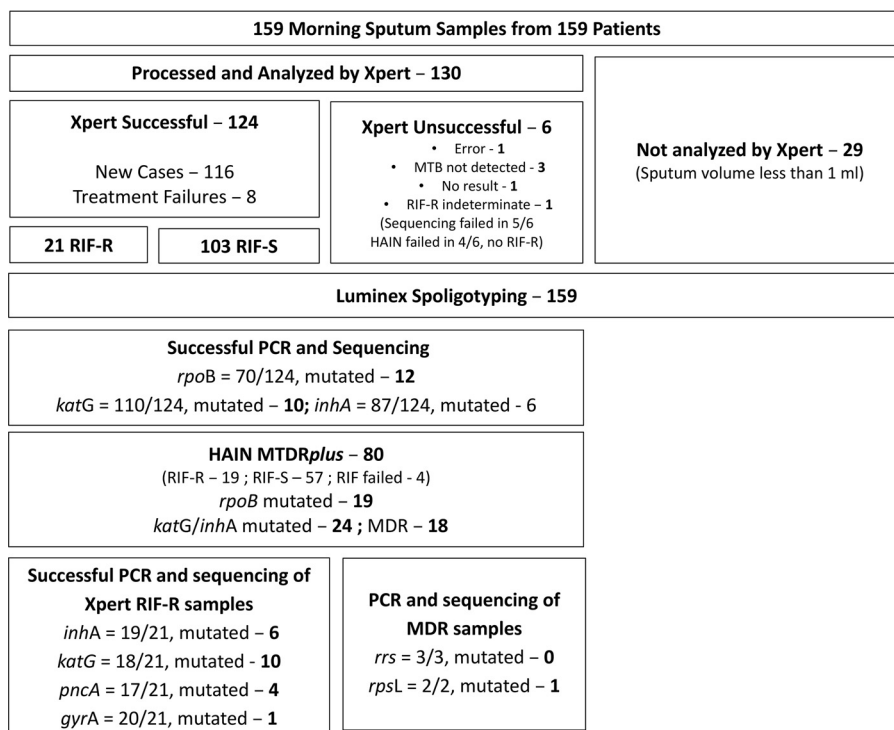 159 Morning Sputum Samples from 159 Patients
Processed and Analyzed by Xpert – 130
Xpert Successful – 124
New Cases – 116
Treatment Failures – 8
21 RIF-R
103 RIF-S
Xpert Unsuccessful – 6
• Error - 1
• MTB not detected - 3
• No result - 1
• RIF-R indeterminate – 1
(Sequencing failed in 5/6
HAIN failed in 4/6, no RIF-R)
Not analyzed by Xpert – 29
(Sputum volume less than 1 ml)
Luminex Spoligotyping – 159
Successful PCR and Sequencing
rpoB = 70/124, mutated – 12
katG = 110/124, mutated – 10; inhA = 87/124, mutated - 6
HAIN MTDRplus – 80
(RIF-R – 19 ; RIF-S – 57 ; RIF failed - 4)
rpoB mutated – 19
katG/inhA mutated – 24 ; MDR – 18
Successful PCR and sequencing of
Xpert RIF-R samples
inhA = 19/21, mutated – 6
katG = 18/21, mutated - 10
pncA = 17/21, mutated – 4
gyrA = 20/21, mutated – 1
PCR and sequencing of
MDR samples
rrs = 3/3, mutated – 0
rpsL = 2/2, mutated – 1